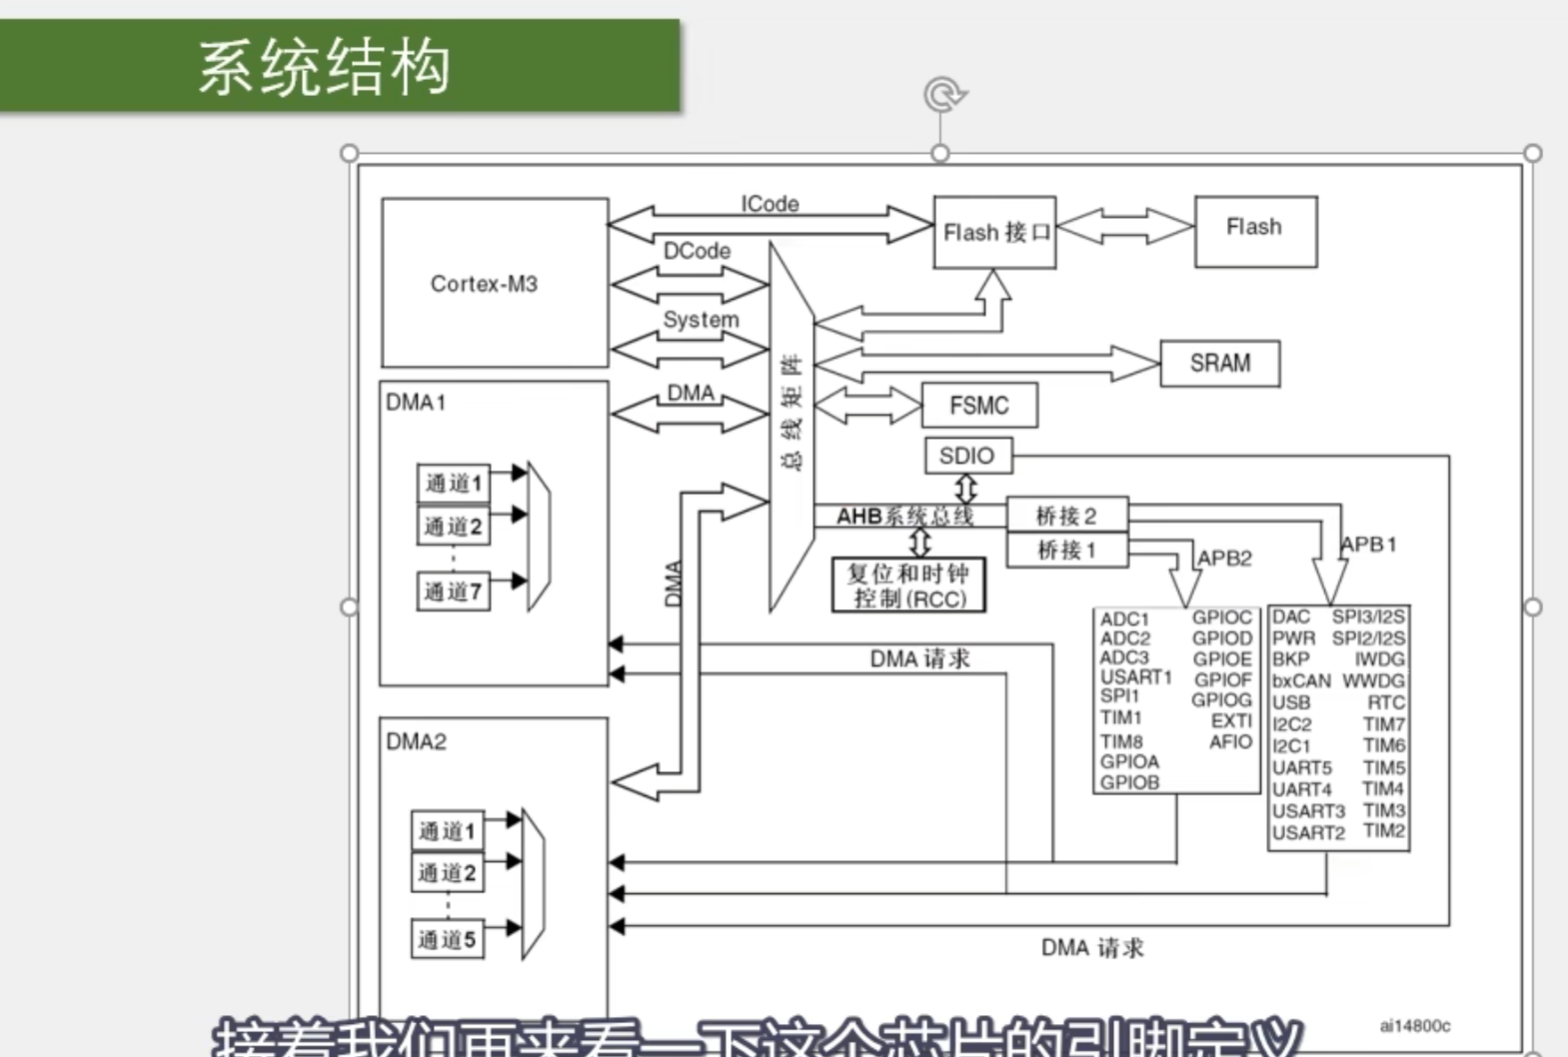 系统结构
ICode
Flash 接口
Flash
DCode
Cortex-M3
System
SRAM
DMA
总线矩阵
FSMC
DMA1
通道1
通道2
通道7
SDIO
AHB系统总线
桥接2
桥接1
APB1
APB2
复位和时钟
控制(RCC)
DMA
DMA 请求
ADC1 GPIOC
ADC2 GPIOD
ADC3 GPIOE
USART1 GPIOF
SPI1 GPIOG
TIM1 EXTI
TIM8 AFIO
GPIOA
GPIOB
DAC SPI3/I2S
PWR SPI2/I2S
BKP IWDG
bxCAN WWDG
USB RTC
I2C2 TIM7
I2C1 TIM6
UART5 TIM5
UART4 TIM4
USART3 TIM3
USART2 TIM2
DMA2
通道1
通道2
通道5
DMA 请求
ai14800c
接着我们再来看一下这个芯片的引脚定义